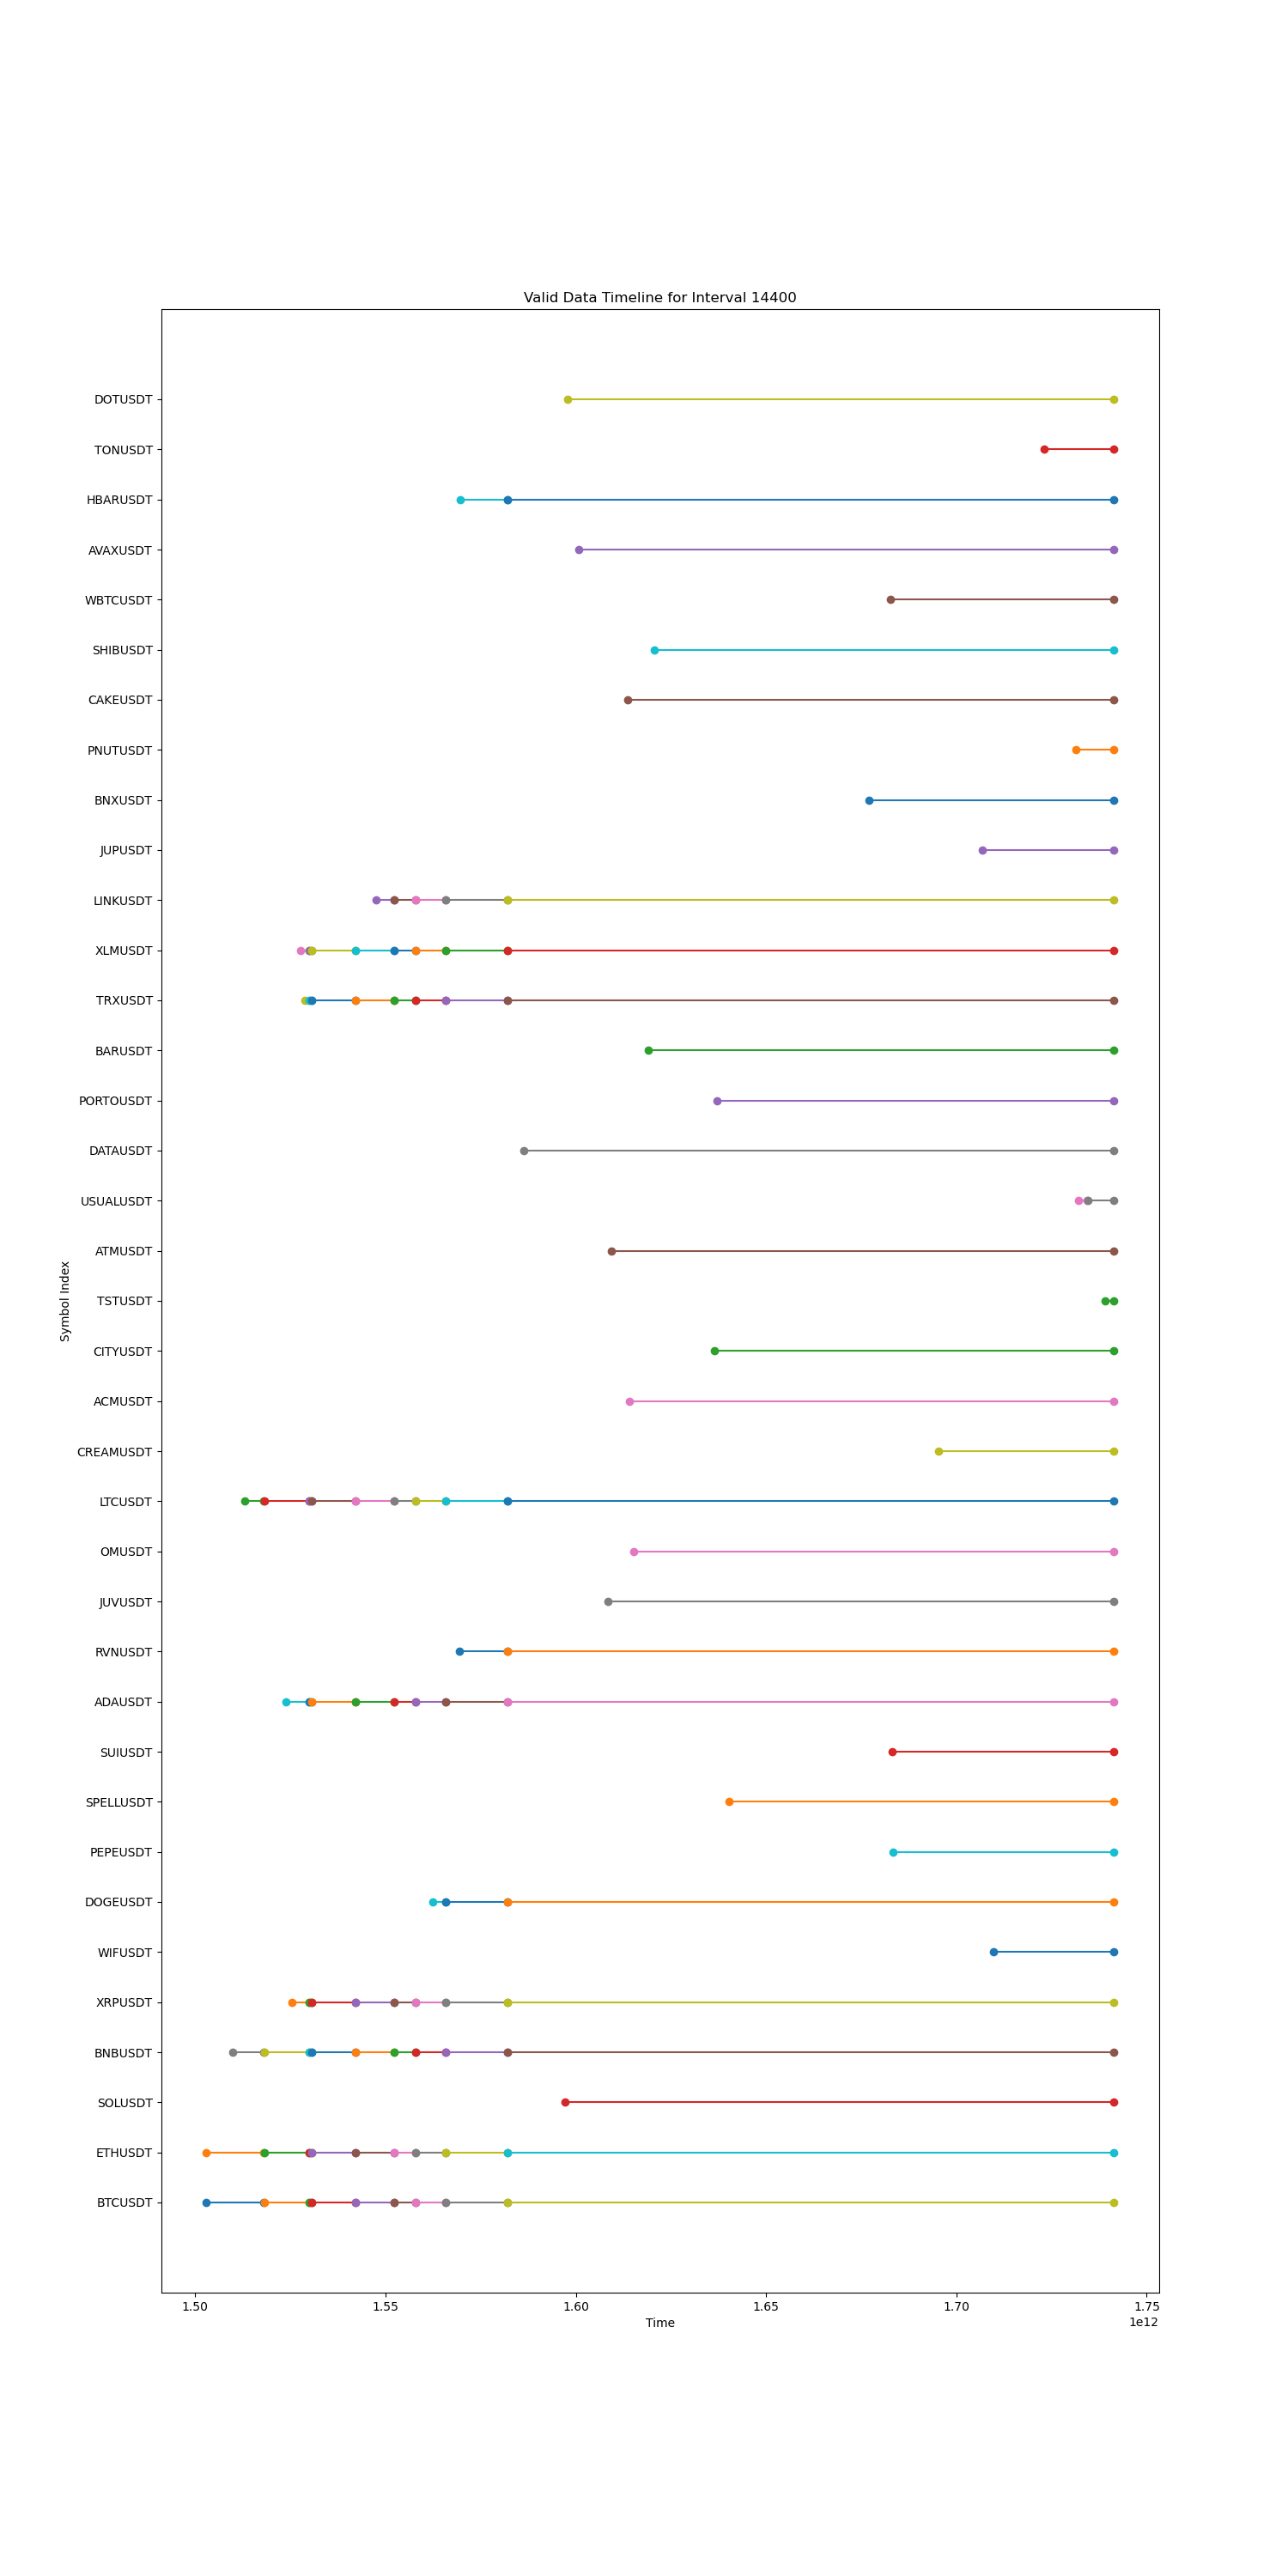 Valid Data Timeline for Interval 14400
DOTUSDT
TONUSDT
HBARUSDT
AVAXUSDT
WBTCUSDT
SHIBUSDT
CAKEUSDT
PNUTUSDT
BNXUSDT
JUPUSDT
LINKUSDT
XLMUSDT
TRXUSDT
BARUSDT
PORTOUSDT
DATAUSDT
USUALUSDT
ATMUSDT
TSTUSDT
CITYUSDT
ACMUSDT
CREAMUSDT
LTCUSDT
OMUSDT
JUVUSDT
RVNUSDT
ADAUSDT
SUIUSDT
SPELLUSDT
PEPEUSDT
DOGEUSDT
WIFUSDT
XRPUSDT
BNBUSDT
SOLUSDT
ETHUSDT
BTCUSDT
Symbol Index
1.50 1.55 1.60 1.65 1.70 1.75
Time
1e12